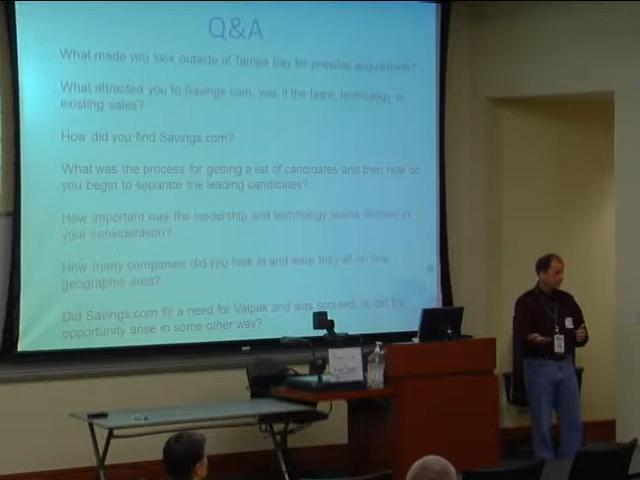 Q&A
What made you look outside of Tampa Bay for possible acquisitions?
What attracted you to Savings.com, was it the team, technology or
existing sales?
How did you find Savings.com?
What was the process for getting a list of candidates and then how do
you begin to separate the leading candidates?
How important was the leadership and technology teams in
your consideration?
How many companies did you look at and were they all in one
geographic area?
Did Savings.com fill a need for Valpak and was scouted, or did the
opportunity arise in some other way?